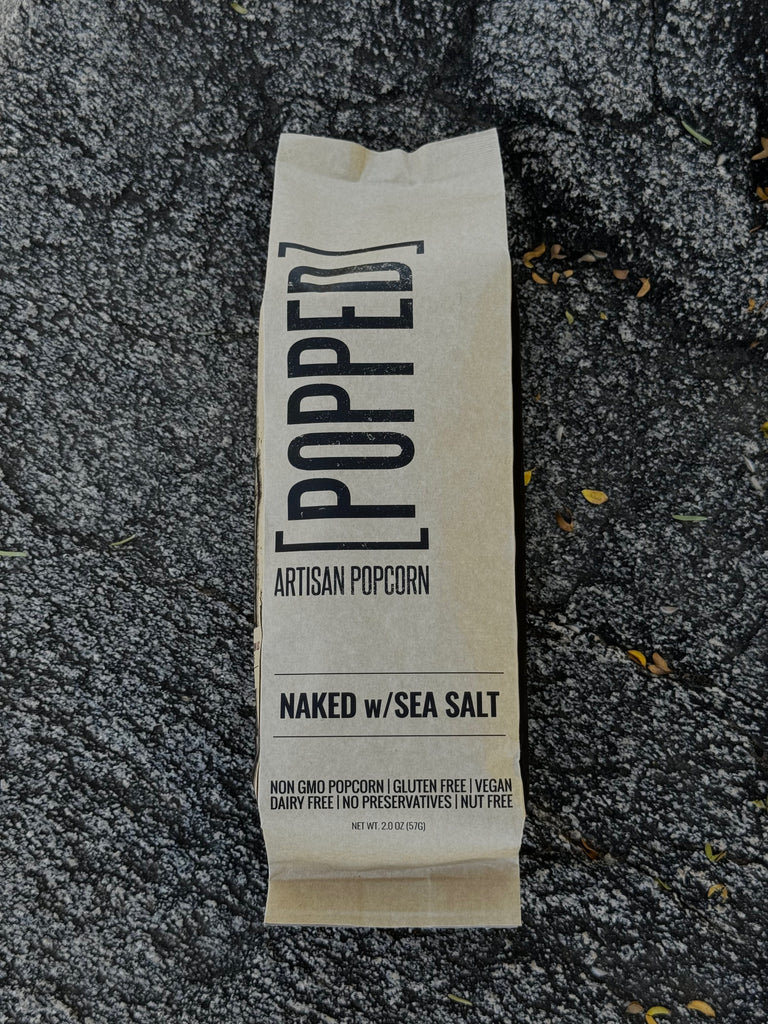 [POPPED]
ARTISAN POPCORN
NAKED w/SEA SALT
NON GMO POPCORN | GLUTEN FREE | VEGAN
DAIRY FREE | NO PRESERVATIVES | NUT FREE
NET WT. 2.0 OZ (57G)